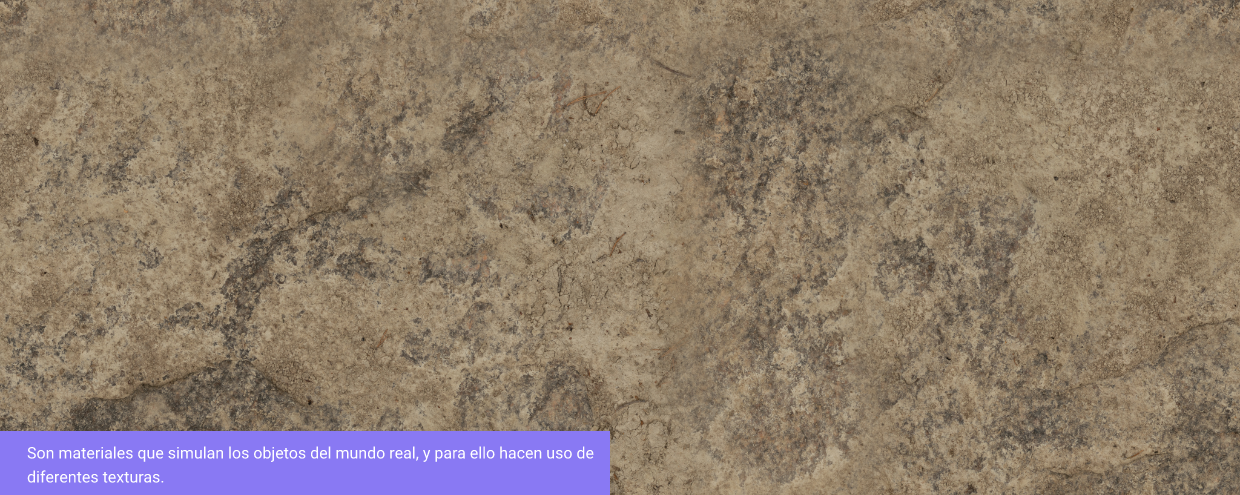 Son materiales que simulan los objetos del mundo real, y para ello hacen uso de
diferentes texturas.